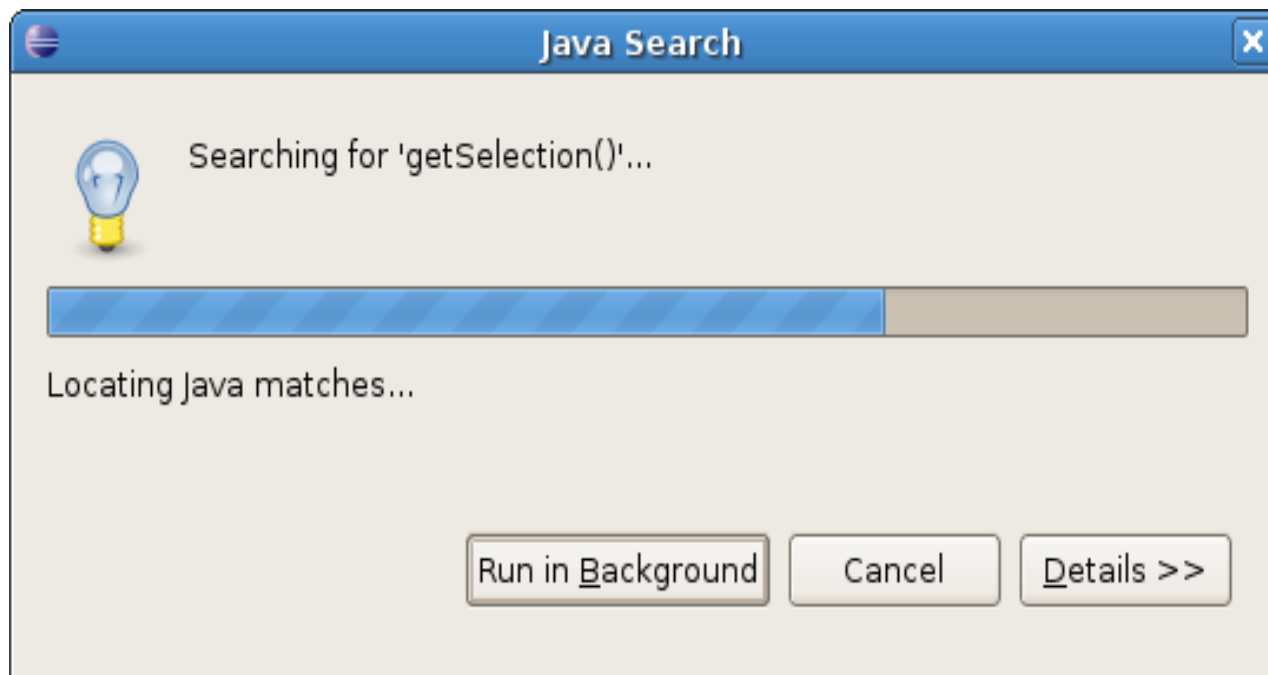 Java Search
Searching for 'getSelection()'...
Locating Java matches...
Run in Background
Cancel
Details >>